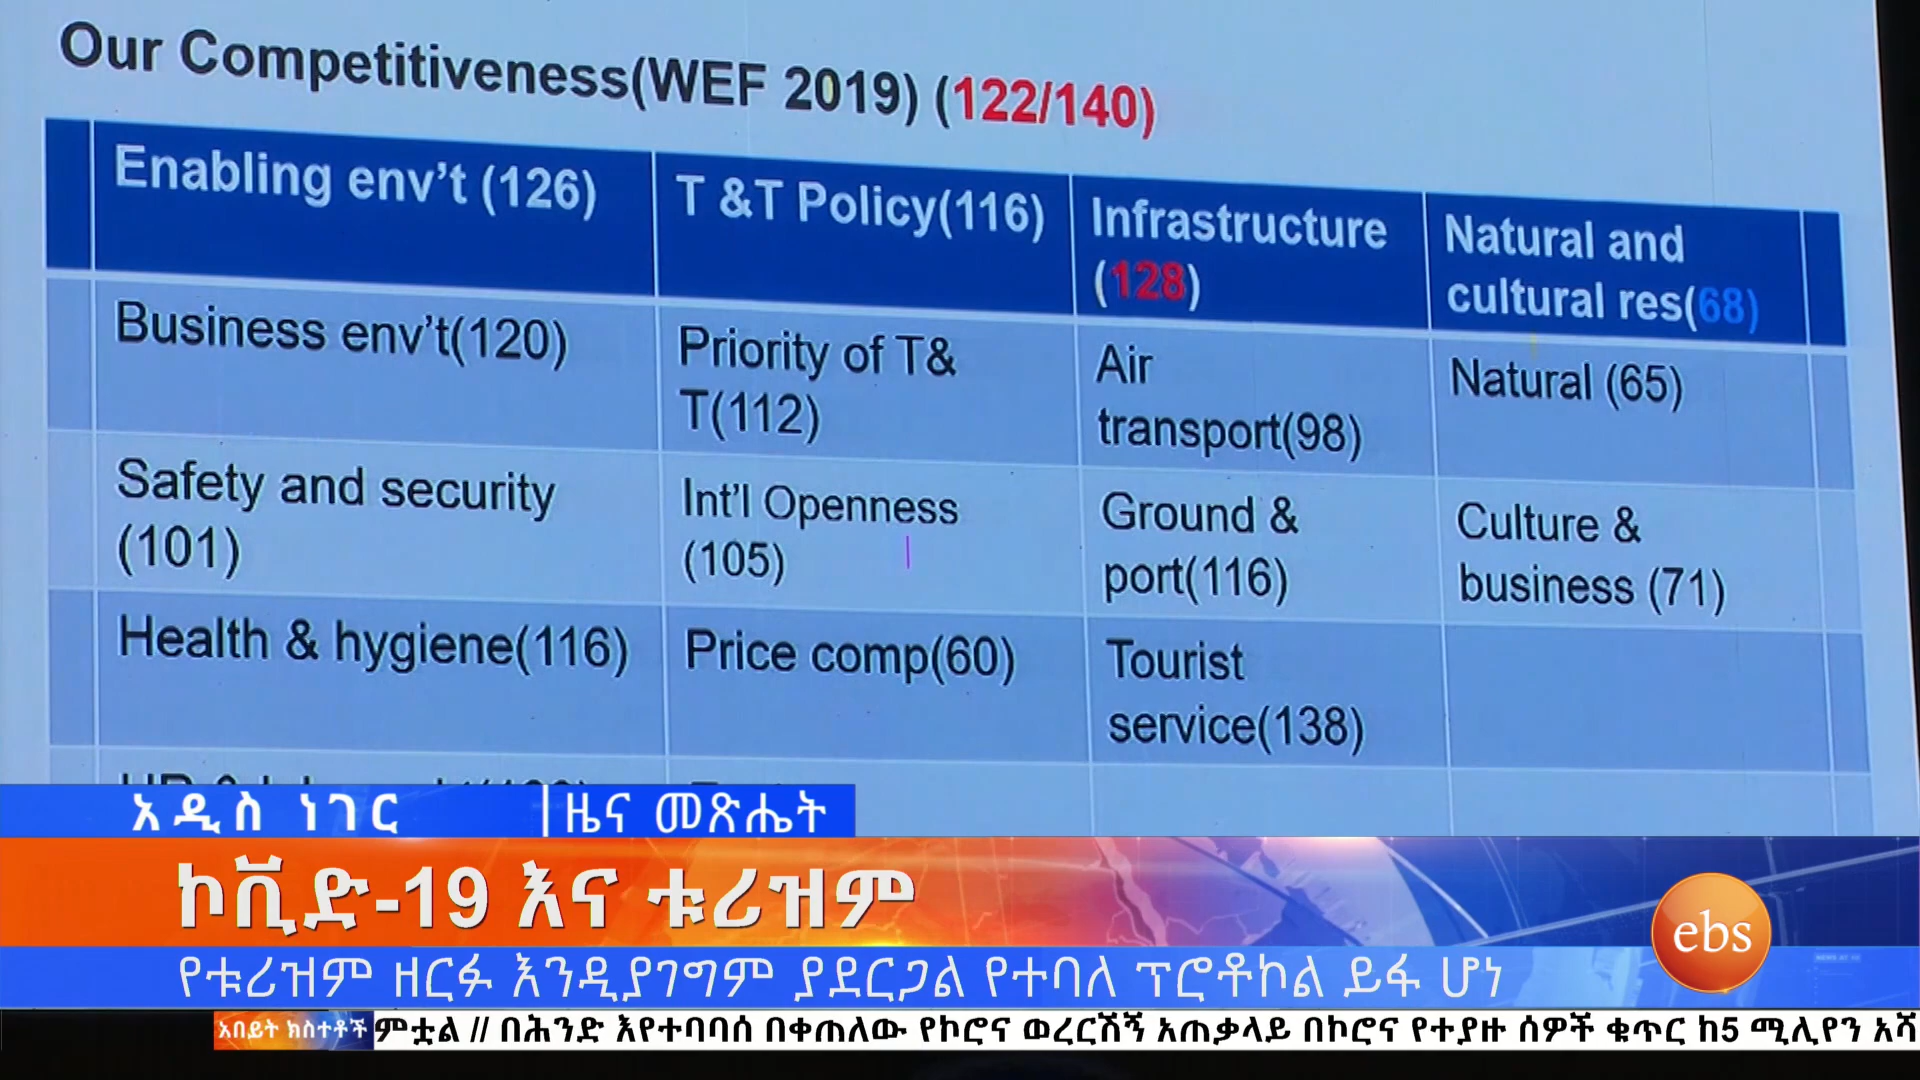 Our Competitiveness(WEF 2019) (122/140)
Enabling env’t (126)
T &T Policy(116)
Infrastructure
(128)
Natural and
cultural res(68)
Business env’t(120)
Priority of T&
T(112)
Air
transport(98)
Natural (65)
Safety and security
(101)
Int’l Openness
(105)
Ground &
port(116)
Culture &
business (71)
Health & hygiene(116)
Price comp(60)
Tourist
service(138)
አዲስ ነገር |ዜና መጽሔት
ኮቪድ-19 እና ቱሪዝም
የቱሪዝም ዘርፉ እንዲያገግም ያደርጋል የተባለ ፕሮቶኮል ይፋ ሆነ
ebs
አበይት ክስተቶች ምቷል // በሕንድ እየተባባሰ በቀጠለው የኮሮና ወረርሽኝ አጠቃላይ በኮሮና የተያዙ ሰዎች ቁጥር ከ5 ሚሊየን